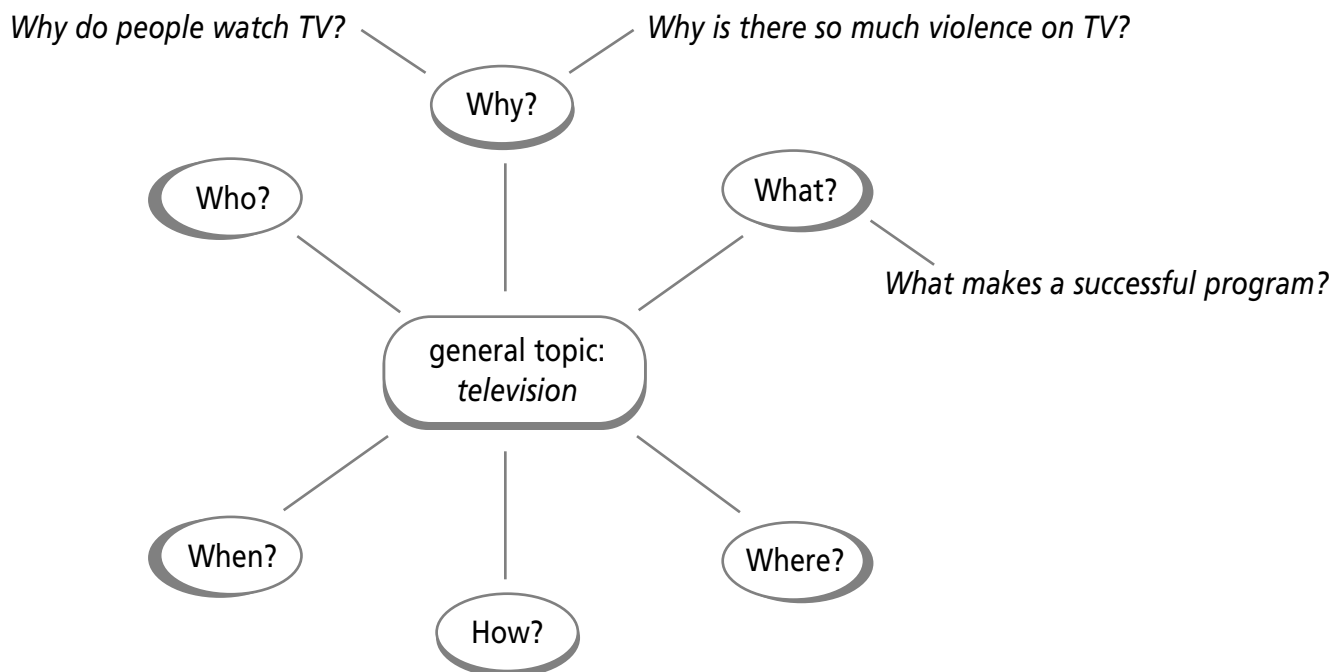 Why do people watch TV?
Why is there so much violence on TV?
Why?
Who?
What?
What makes a successful program?
general topic:
television
When?
Where?
How?